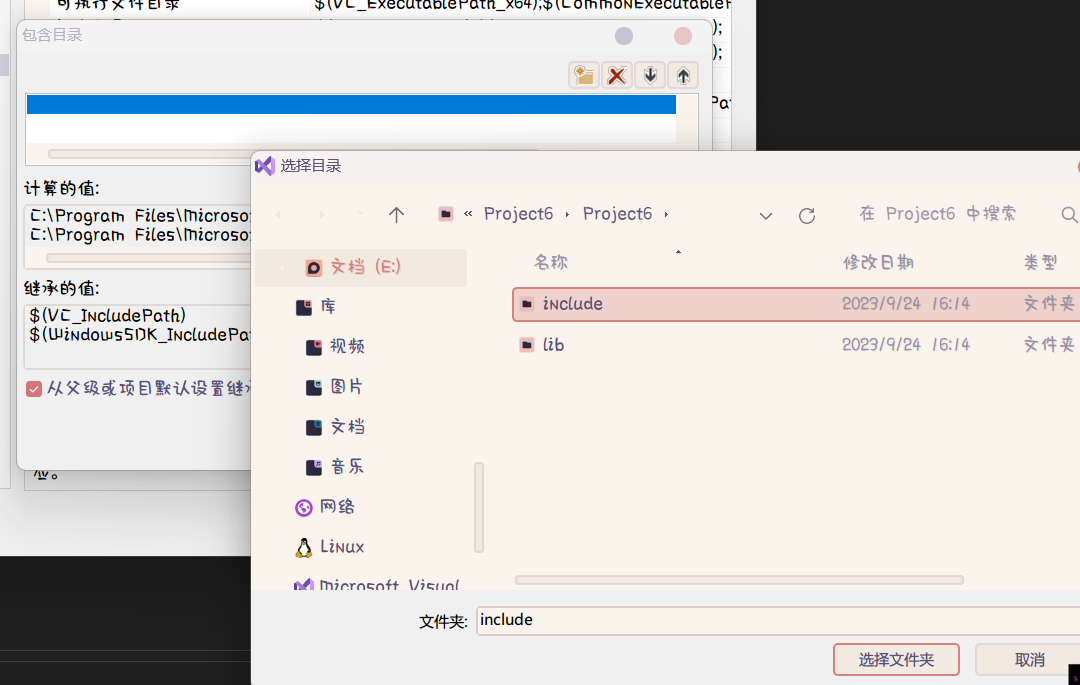 可执行文件目录
$(VC_ExecutablePath_x64);$(CommonExecutableP
包含目录
);
);
Pa
计算的值:
C:\Program Files\Microso
C:\Program Files\Microso
继承的值:
$(VC_IncludePath)
$(WindowsSDK_IncludePa
从父级或项目默认设置继承
应。
选择目录
« Project6 › Project6 ›
在 Project6 中搜索
文档 (E:)
库
视频
图片
文档
音乐
网络
Linux
Microsoft Visual
名称 修改日期 类型
include 2023/9/24 16:14 文件夹
lib 2023/9/24 16:14 文件夹
文件夹: include
选择文件夹 取消